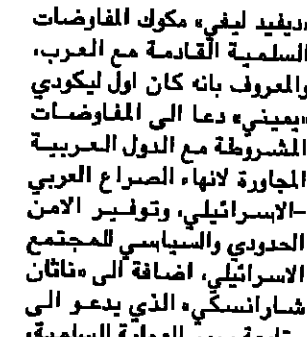 «ديفيد ليفي» مكوك المفاوضات
السلمية القادمة مع العرب،
والمعروف بانه كان اول ليكودي
«يميني» دعا الى المفاوضات
المشروطة مع الدول العربية
المجاورة لانهاء الصراع العربي
-الاسرائيلي، وتوفير الامن
الحدودي والسياسي للمجتمع
الاسرائيلي، اضافة الى «ناثان
شارانسكي» الذي يدعو الى